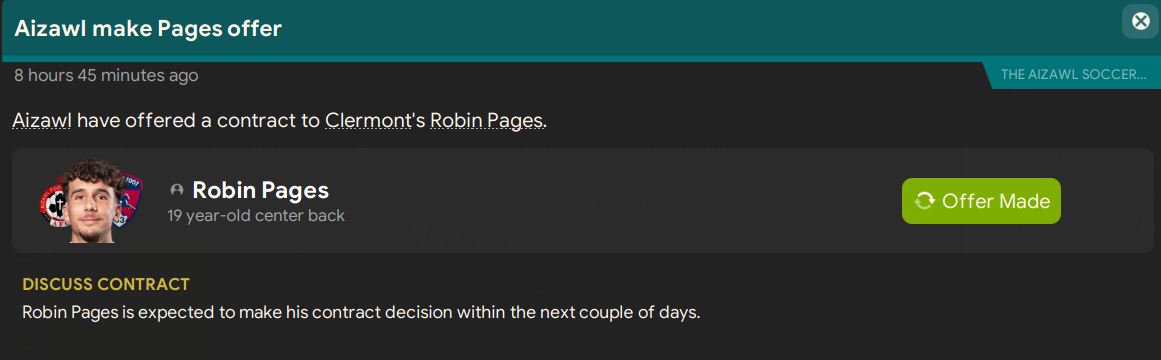 Aizawl make Pages offer
8 hours 45 minutes ago
THE AIZAWL SOCCER...
Aizawl have offered a contract to Clermont's Robin Pages.
Robin Pages
19 year-old center back
Offer Made
DISCUSS CONTRACT
Robin Pages is expected to make his contract decision within the next couple of days.